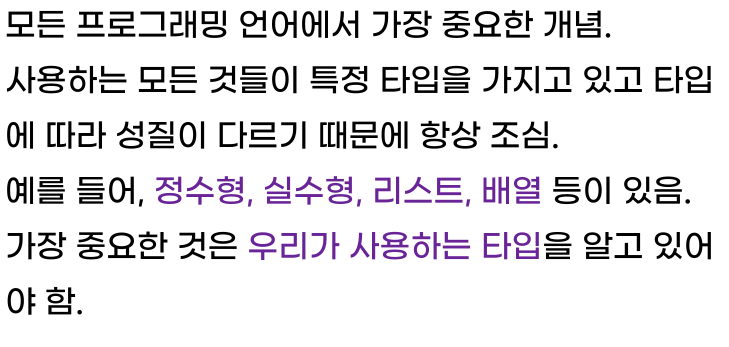 모든 프로그래밍 언어에서 가장 중요한 개념.
사용하는 모든 것들이 특정 타입을 가지고 있고 타입
에 따라 성질이 다르기 때문에 항상 조심.
예를 들어, 정수형, 실수형, 리스트, 배열 등이 있음.
가장 중요한 것은 우리가 사용하는 타입을 알고 있어
야 함.